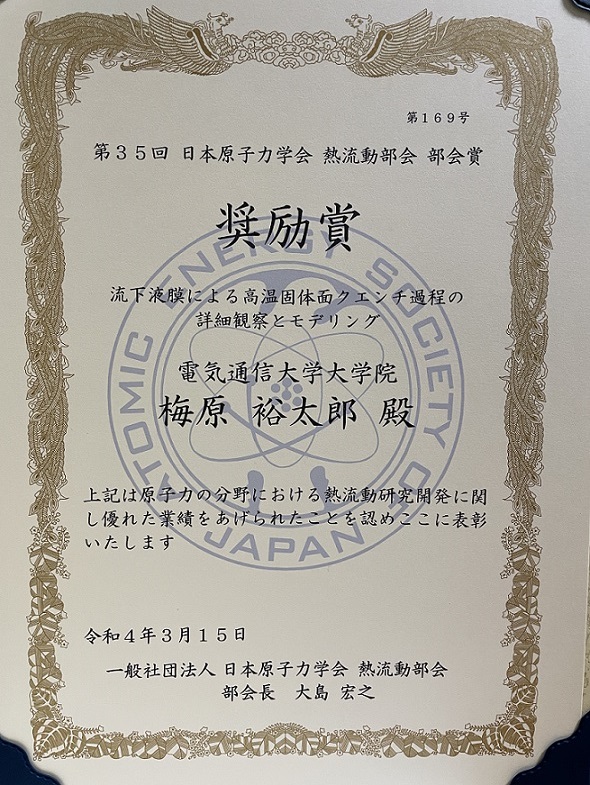 第１６９号
第３５回 日本原子力学会 熱流動部会 部会賞
奨励賞
流下液膜による高温固体面クエンチ過程の
詳細観察とモデリング
電気通信大学大学院
梅原 裕太郎 殿
上記は原子力の分野における熱流動研究開発に関
し優れた業績をあげられたことを認めここに表彰
いたします
令和４年３月１５日
一般社団法人 日本原子力学会 熱流動部会
部会長 大島 宏之
ATOMIC ENERGY SOCIETY OF JAPAN